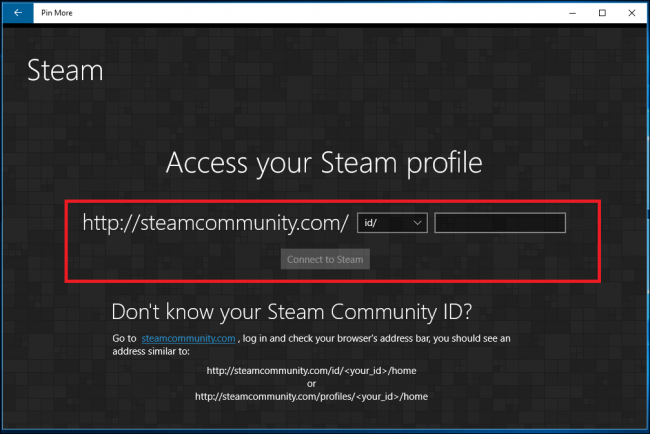 Pin More
Steam
Access your Steam profile
http://steamcommunity.com/ id/
Connect to Steam
Don't know your Steam Community ID?
Go to steamcommunity.com , log in and check your browser's address bar, you should see an
address similar to:
http://steamcommunity.com/id/<your_id>/home
or
http://steamcommunity.com/profiles/<your_id>/home